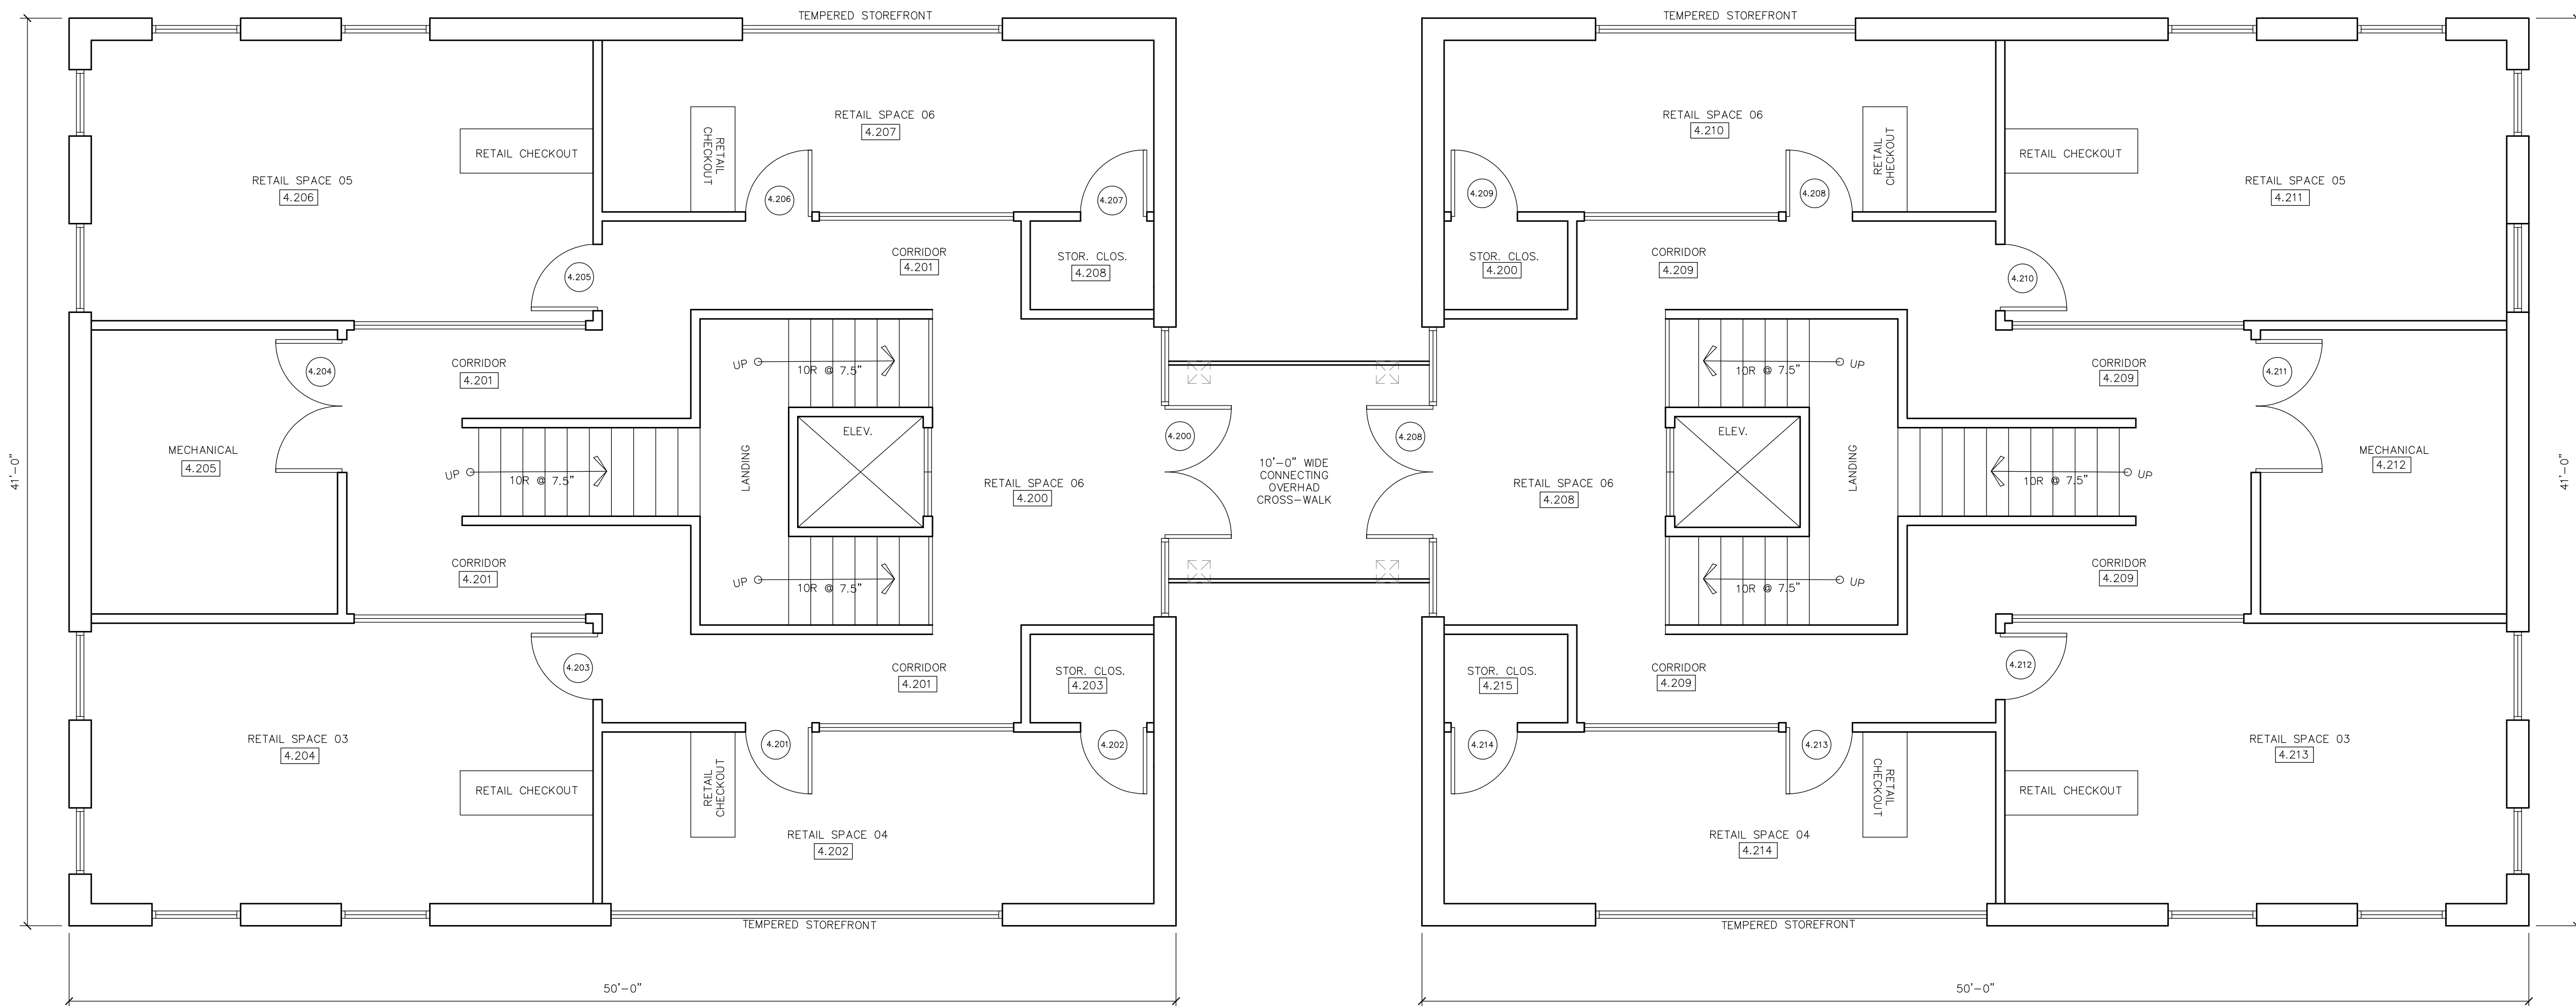 TEMPERED STOREFRONT
TEMPERED STOREFRONT
41'-0"
RETAIL SPACE 05
4.206
RETAIL CHECKOUT
4.205
RETAIL
CHECKOUT
RETAIL SPACE 06
4.207
4.206
4.207
CORRIDOR
4.201
STOR. CLOS.
4.208
MECHANICAL
4.205
4.204
CORRIDOR
4.201
UP
10R @ 7.5"
UP
10R @ 7.5"
LANDING
ELEV.
UP
10R @ 7.5"
RETAIL SPACE 06
4.200
4.200
CORRIDOR
4.201
4.203
CORRIDOR
4.201
STOR. CLOS.
4.203
RETAIL SPACE 03
4.204
RETAIL CHECKOUT
RETAIL
CHECKOUT
4.201
4.202
RETAIL SPACE 04
4.202
TEMPERED STOREFRONT
50'-0"
10'-0" WIDE
CONNECTING
OVERHAD
CROSS-WALK
4.208
RETAIL SPACE 06
4.210
RETAIL
CHECKOUT
4.209
4.208
STOR. CLOS.
4.200
CORRIDOR
4.209
RETAIL CHECKOUT
RETAIL SPACE 05
4.211
4.210
UP
10R @ 7.5"
CORRIDOR
4.209
4.211
ELEV.
LANDING
RETAIL SPACE 06
4.208
UP
10R @ 7.5"
MECHANICAL
4.212
UP
10R @ 7.5"
CORRIDOR
4.209
STOR. CLOS.
4.215
CORRIDOR
4.209
4.212
4.214
4.213
RETAIL
CHECKOUT
RETAIL SPACE 04
4.214
RETAIL CHECKOUT
RETAIL SPACE 03
4.213
TEMPERED STOREFRONT
41'-0"
50'-0"